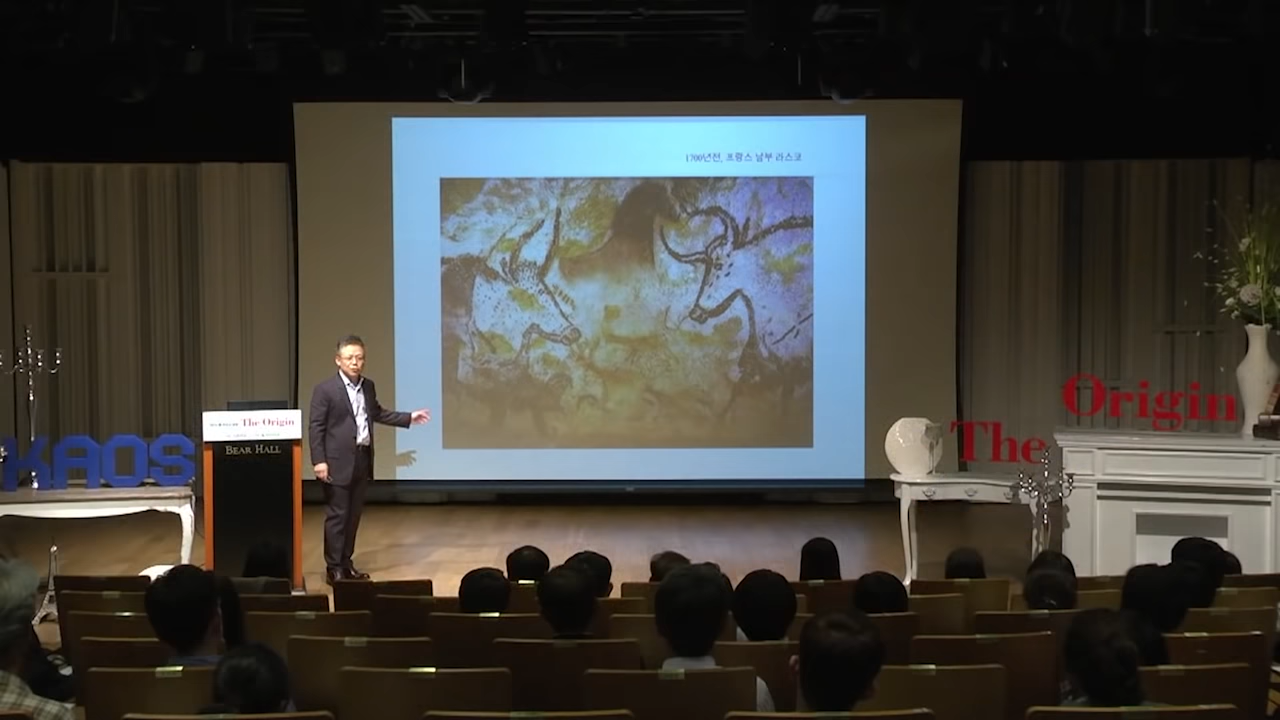 1700년전, 프랑스 남부 라스코
The Origin
BEAR HALL
KAOS
The
Origin